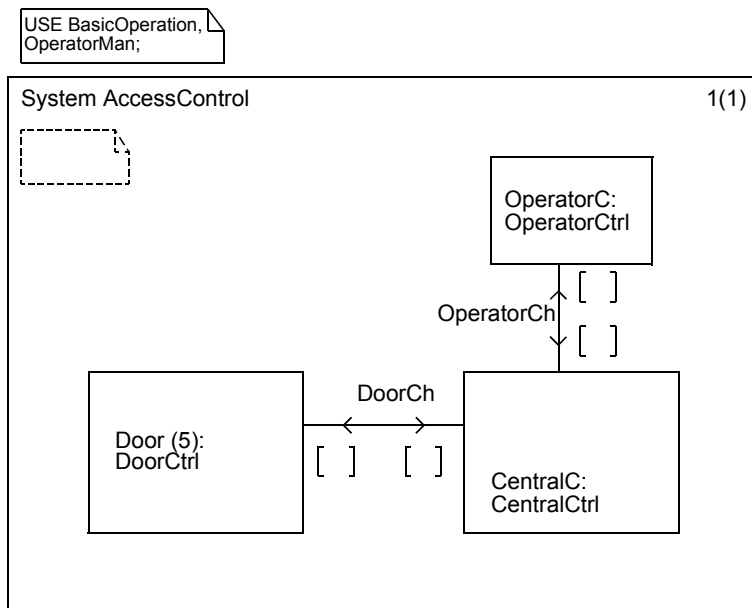 USE BasicOperation,
OperatorMan;
System AccessControl
1(1)
OperatorC:
OperatorCtrl
[ ]
OperatorCh
[ ]
DoorCh
Door (5):
DoorCtrl
[ ]
[ ]
CentralC:
CentralCtrl